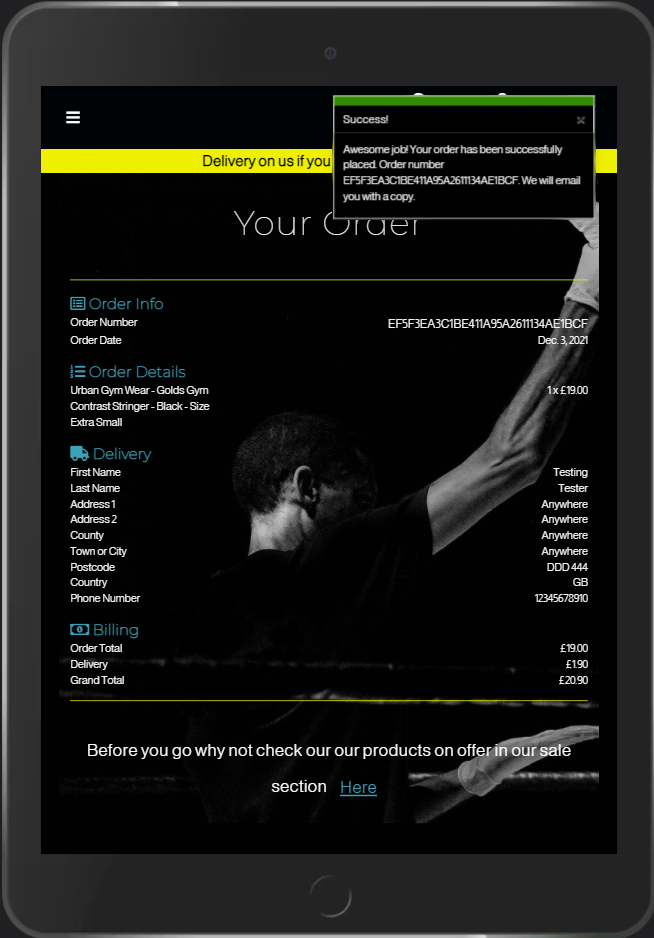 Delivery on us if you
Success!
×
Awesome job! Your order has been successfully
placed. Order number
EF5F3EA3C1BE411A95A2611134AE1BCF. We will email
you with a copy.
Your Order
Order Info
Order Number EF5F3EA3C1BE411A95A2611134AE1BCF
Order Date Dec. 3, 2021
Order Details
Urban Gym Wear - Golds Gym 1 x £19.00
Contrast Stringer - Black - Size
Extra Small
Delivery
First Name Testing
Last Name Tester
Address 1 Anywhere
Address 2 Anywhere
County Anywhere
Town or City Anywhere
Postcode DDD 444
Country GB
Phone Number 12345678910
Billing
Order Total £19.00
Delivery £1.90
Grand Total £20.90
Before you go why not check our our products on offer in our sale
section Here